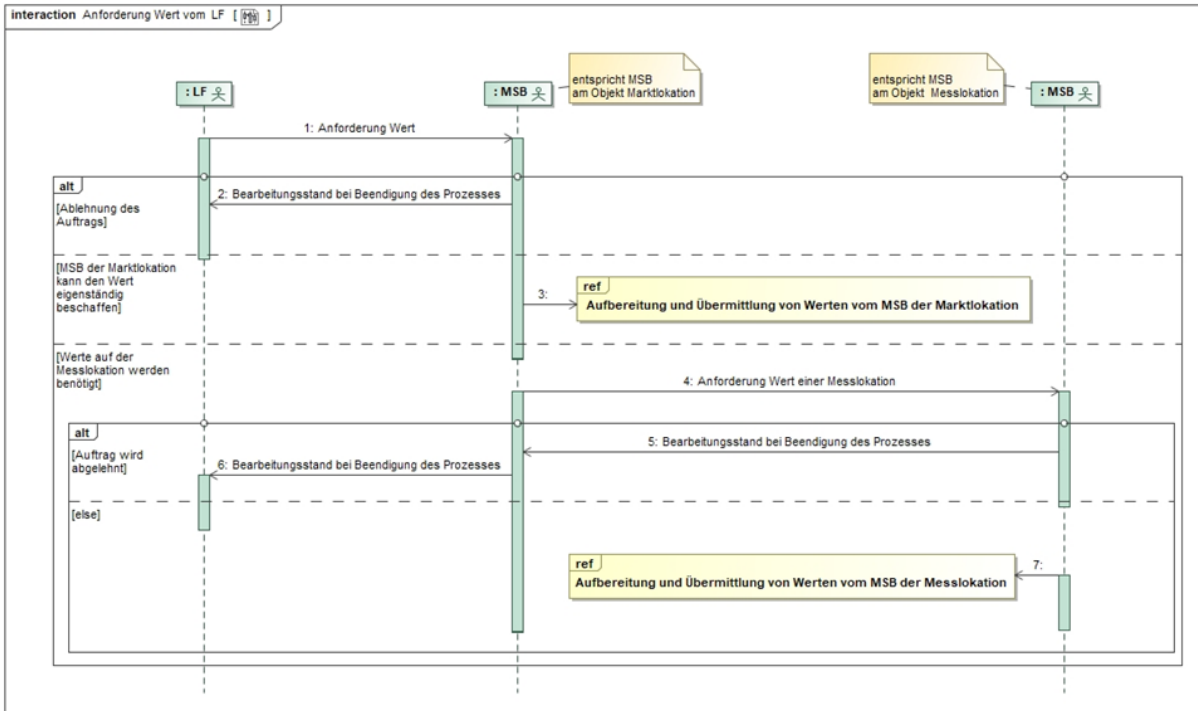 interaction Anforderung Wert vom LF [ ]
entspricht MSB
am Objekt Marktlokation
entspricht MSB
am Objekt Messlokation
: LF
: MSB
: MSB
1: Anforderung Wert
alt
2: Bearbeitungsstand bei Beendigung des Prozesses
[Ablehnung des
Auftrags]
[MSB der Marktlokation
kann den Wert
eigenständig
beschaffen]
3:
ref
Aufbereitung und Übermittlung von Werten vom MSB der Marktlokation
[Werte auf der
Messlokation werden
benötigt]
4: Anforderung Wert einer Messlokation
alt
5: Bearbeitungsstand bei Beendigung des Prozesses
[Auftrag wird
abgelehnt]
6: Bearbeitungsstand bei Beendigung des Prozesses
[else]
ref
7:
Aufbereitung und Übermittlung von Werten vom MSB der Messlokation